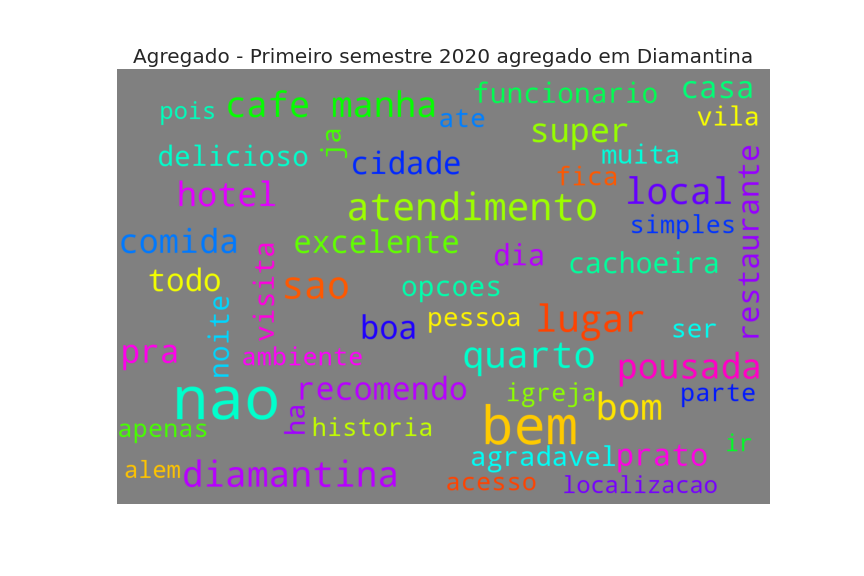 Agregado - Primeiro semestre 2020 agregado em Diamantina
funcionario
casa
cafe manha
pois
ate
vila
super
ja
delicioso
cidade
muita
fica
hotel
local
restaurante
atendimento
simples
comida
excelente
dia
cachoeira
visita
todo
sao
opcoes
noite
boa
pessoa
lugar
ser
pra
ambiente
quarto
pousada
nao
recomendo
igreja
bom
parte
ha
apenas
historia
bem
ir
agradavel
prato
alem
diamantina
acesso
localizacao